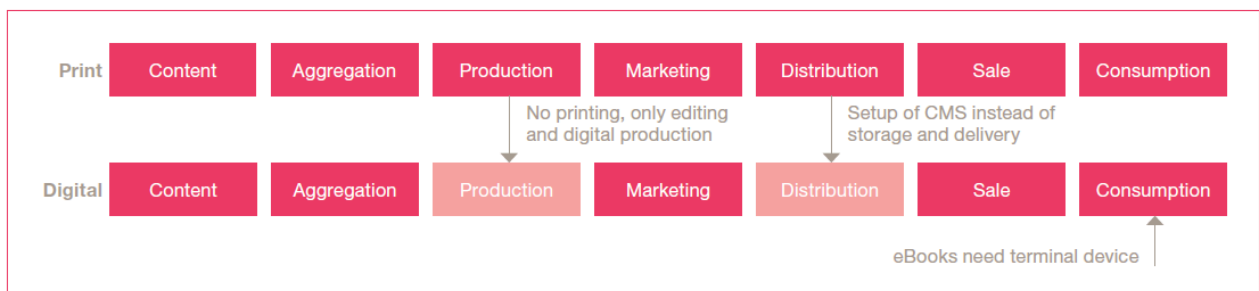 Print Content Aggregation Production Marketing Distribution Sale Consumption
No printing, only editing
and digital production
Setup of CMS instead of
storage and delivery
Digital Content Aggregation Production Marketing Distribution Sale Consumption
eBooks need terminal device